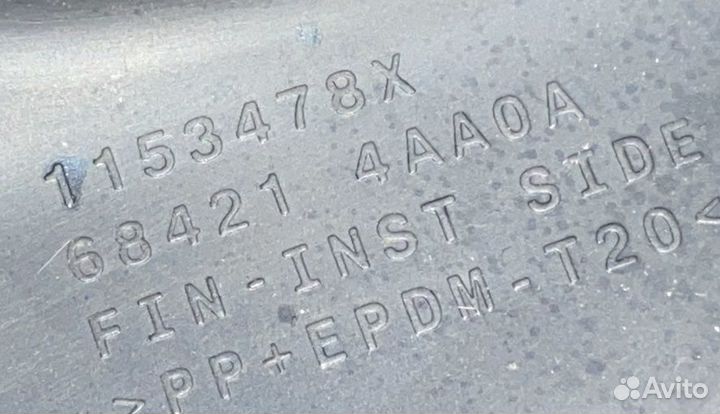 1153478X
68421 4AA0A
FIN-INST SIDE
>PP+EPDM-T20<
Avito